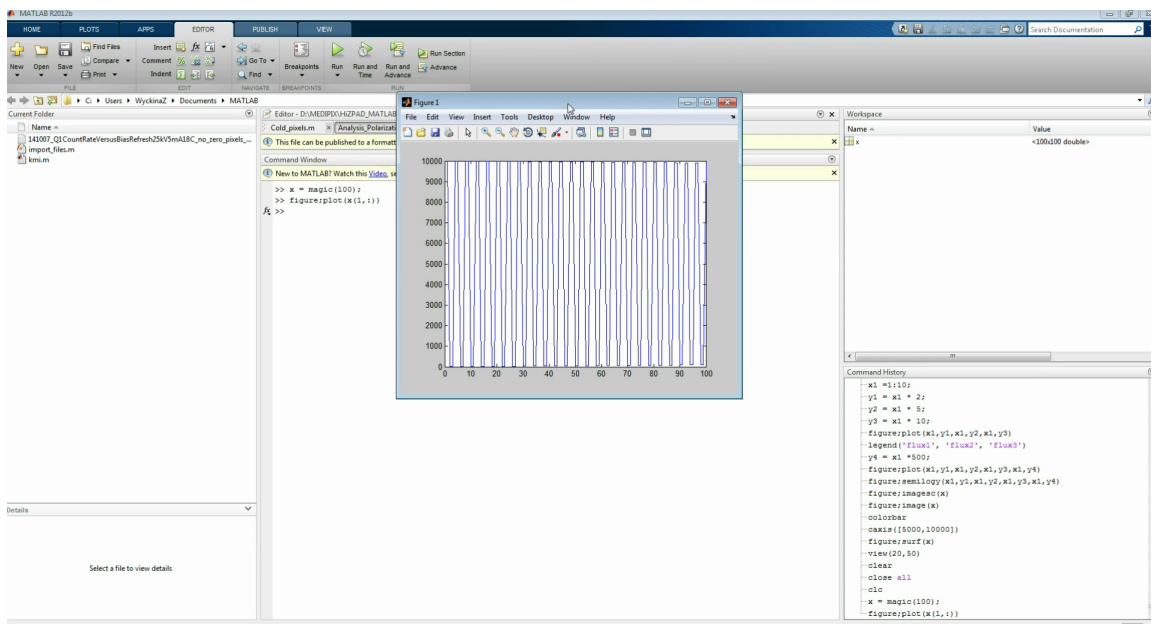 MATLAB R2012b
HOME PLOTS APPS EDITOR PUBLISH VIEW
Search Documentation
New Open Save Find Files Compare Print
Insert Comment Indent
Go To Find
Breakpoints Run Run and Time Run and Advance Run Section Advance
FILE EDIT NAVIGATE BREAKPOINTS RUN
C: Users WyckinaZ Documents MATLAB
Current Folder
Name
141007_Q1CountRateVersusBiasRefresh25kV5mA18C_no_zero_pixels_...
import_files.m
kmi.m
Details
Select a file to view details
Editor - D:\MEDIPIX\HiZPAD_MATLAB
Cold_pixels.m Analysis_Polarizati
This file can be published to a formatt
Command Window
New to MATLAB? Watch this Video, se
>> x = magic(100);
>> figure;plot(x(1,:))
fx >>
Figure 1
File Edit View Insert Tools Desktop Window Help
10000
9000
8000
7000
6000
5000
4000
3000
2000
1000
0
0 10 20 30 40 50 60 70 80 90 100
Workspace
Name Value
x <100x100 double>
Command History
x1 =1:10;
y1 = x1 * 2;
y2 = x1 * 5;
y3 = x1 * 10;
figure;plot(x1,y1,x1,y2,x1,y3)
legend('flux1', 'flux2', 'flux3')
y4 = x1 *500;
figure;plot(x1,y1,x1,y2,x1,y3,x1,y4)
figure;semilogy(x1,y1,x1,y2,x1,y3,x1,y4)
figure;imagesc(x)
figure;image(x)
colorbar
caxis([5000,10000])
figure;surf(x)
view(20,50)
clear
close all
clc
x = magic(100);
figure;plot(x(1,:))